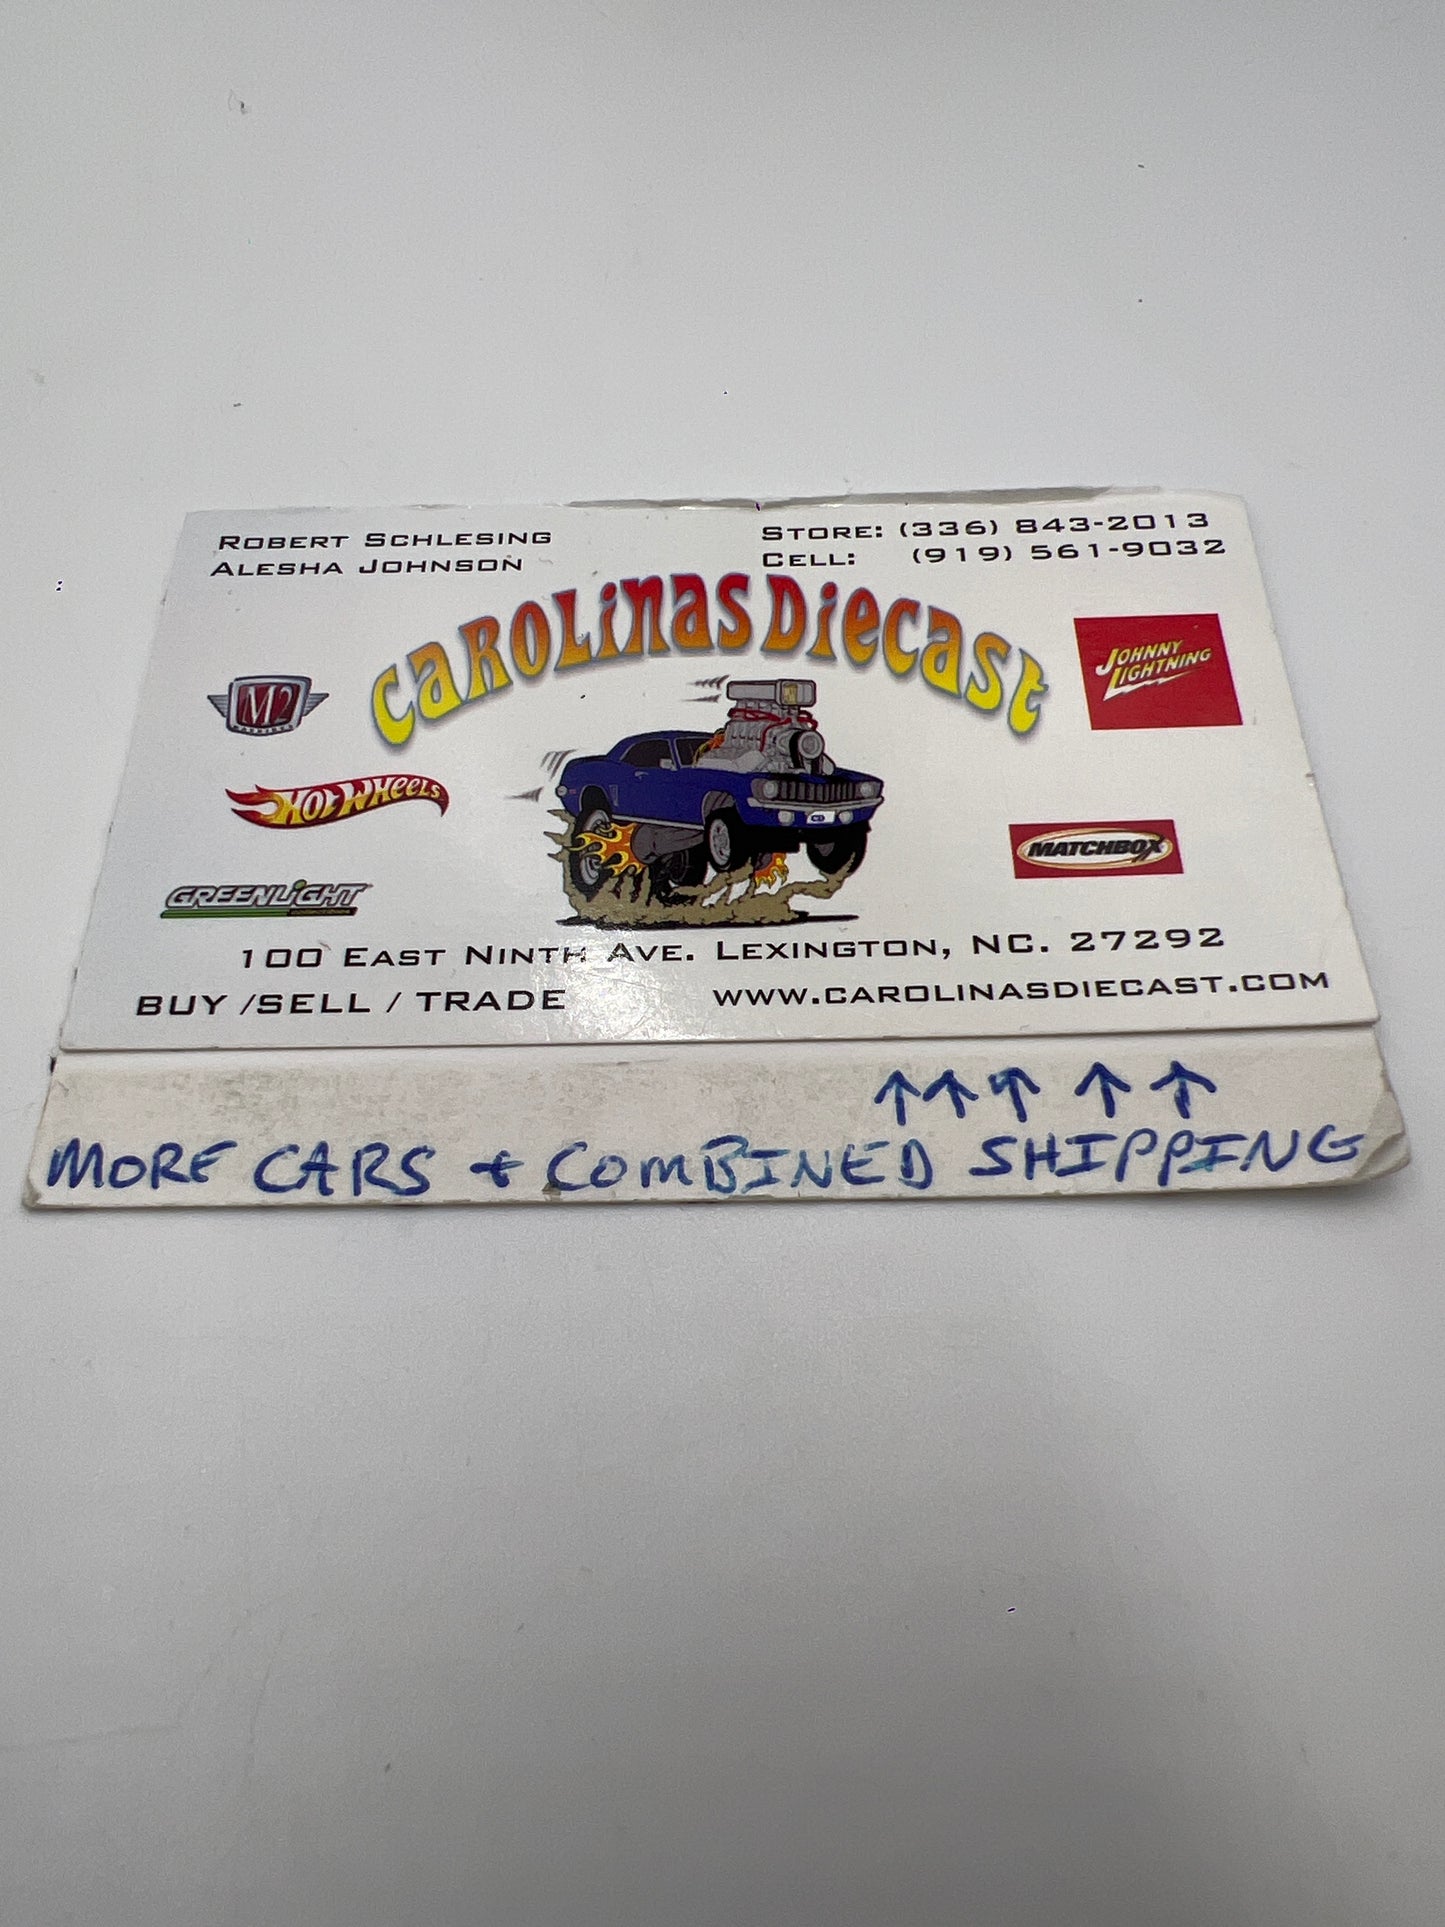 ROBERT SCHLESING
ALESHA JOHNSON
STORE: (336) 843-2013
CELL: (919) 561-9032
CAROLINAS DIECAST
M2
JOHNNY
LIGHTNING
HOT WHEELS
MATCHBOX
GREENLIGHT
100 EAST NINTH AVE. LEXINGTON, NC. 27292
BUY /SELL / TRADE
WWW.CAROLINASDIECAST.COM
↑ ↑ ↑ ↑ ↑
MORE CARS + COMBINED SHIPPING